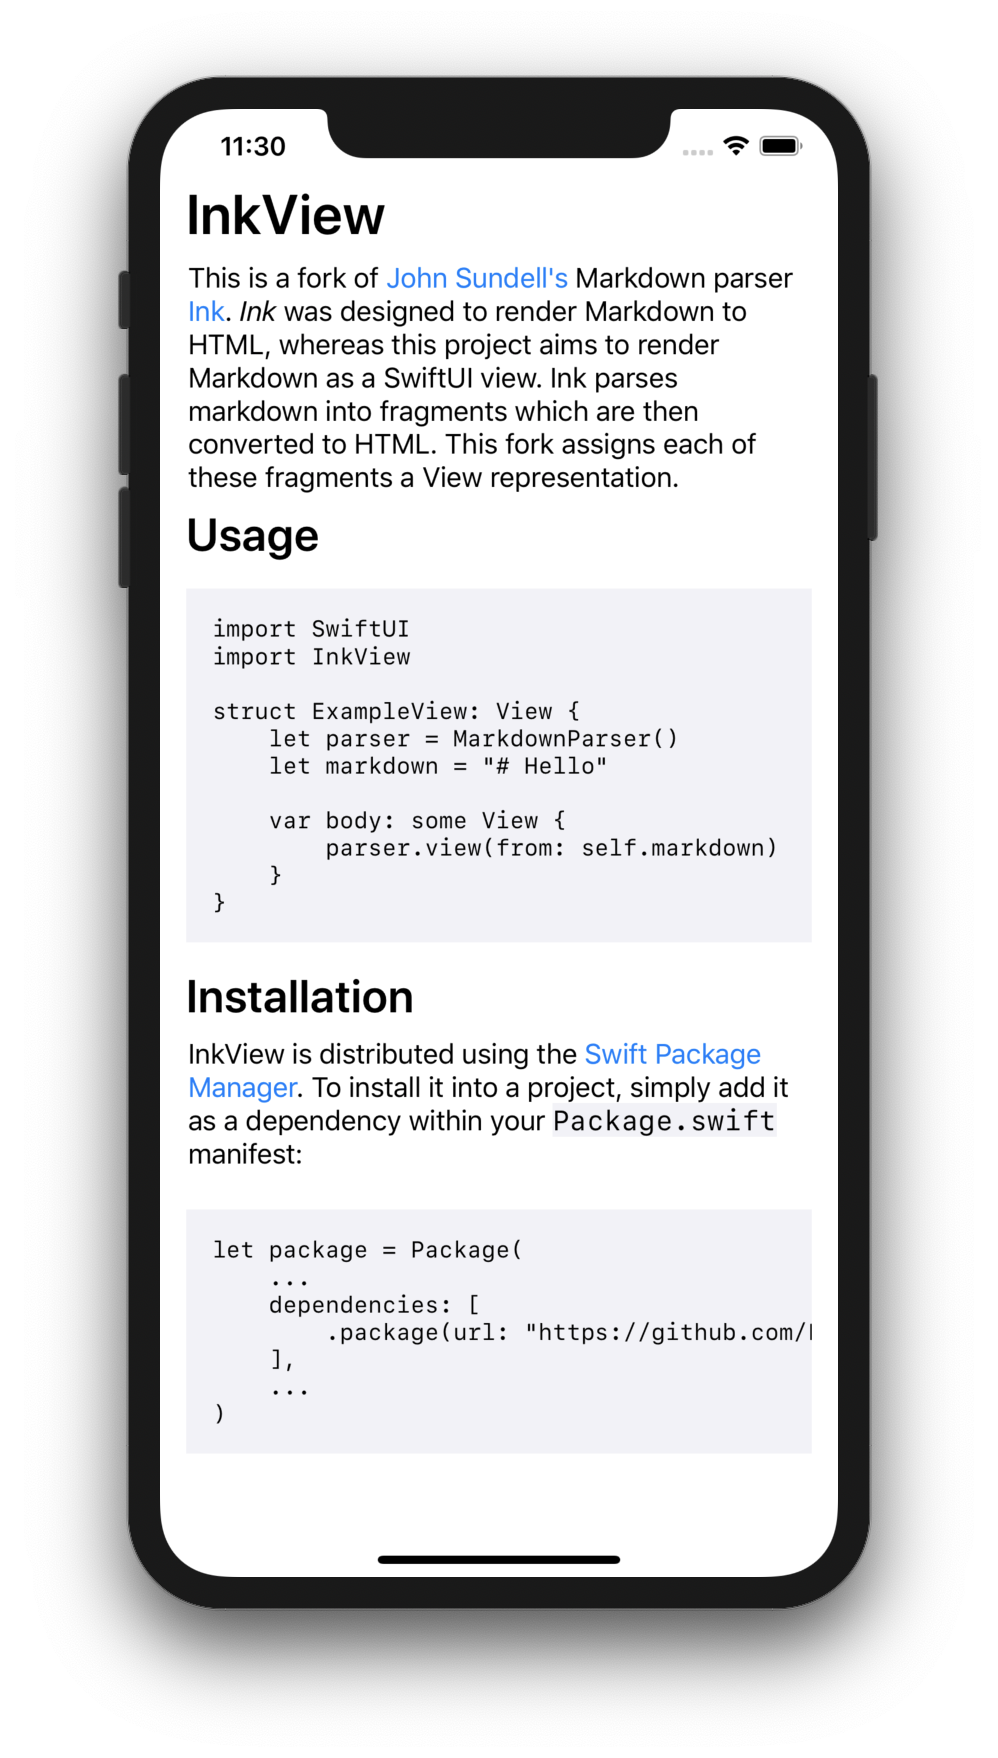 11:30
InkView
This is a fork of John Sundell's Markdown parser
Ink. Ink was designed to render Markdown to
HTML, whereas this project aims to render
Markdown as a SwiftUI view. Ink parses
markdown into fragments which are then
converted to HTML. This fork assigns each of
these fragments a View representation.
Usage
import SwiftUI
import InkView
struct ExampleView: View {
    let parser = MarkdownParser()
    let markdown = "# Hello"
    var body: some View {
        parser.view(from: self.markdown)
    }
}
Installation
InkView is distributed using the Swift Package
Manager. To install it into a project, simply add it
as a dependency within your Package.swift
manifest:
let package = Package(
    ...
    dependencies: [
        .package(url: "https://github.com/
    ],
    ...
)